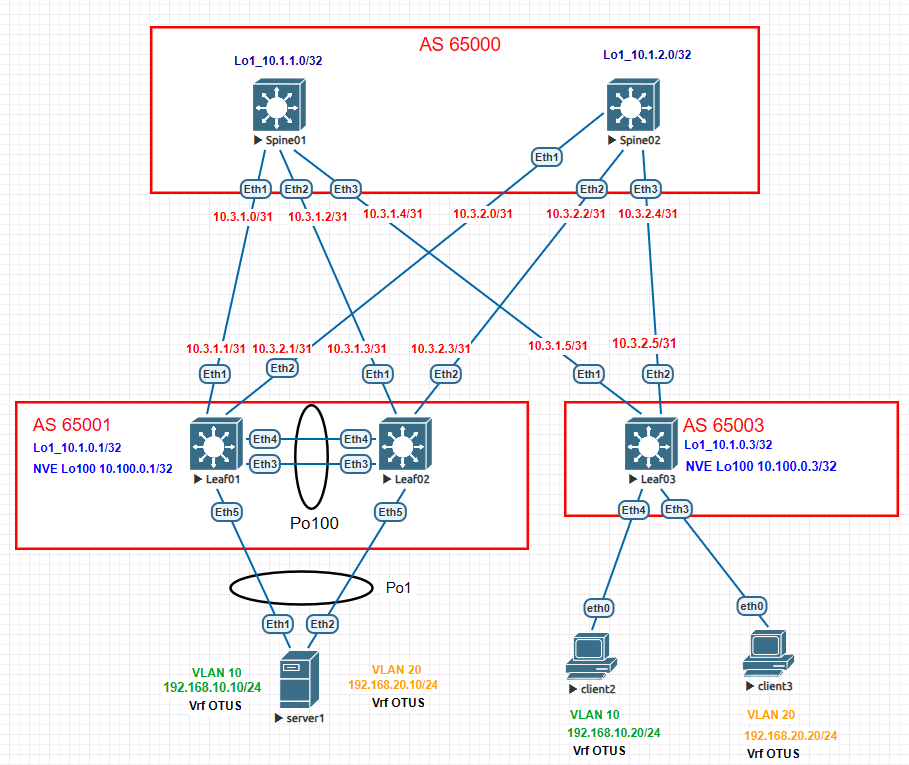 AS 65000
Lo1_10.1.1.0/32
Lo1_10.1.2.0/32
Spine01
Spine02
Eth1
Eth1
Eth2
Eth3
Eth2
Eth3
10.3.1.0/31
10.3.1.2/31
10.3.1.4/31
10.3.2.0/31
10.3.2.2/31
10.3.2.4/31
10.3.1.1/31
10.3.2.1/31
10.3.1.3/31
10.3.2.3/31
10.3.1.5/31
10.3.2.5/31
Eth1
Eth2
Eth1
Eth2
Eth1
Eth2
AS 65001
Lo1_10.1.0.1/32
NVE Lo100 10.100.0.1/32
Eth4
Eth4
Eth3
Eth3
Leaf01
Leaf02
Po100
Eth5
Eth5
AS 65003
Lo1_10.1.0.3/32
NVE Lo100 10.100.0.3/32
Leaf03
Eth4
Eth3
Po1
Eth1
Eth2
eth0
eth0
VLAN 10
192.168.10.10/24
Vrf OTUS
VLAN 20
192.168.20.10/24
Vrf OTUS
server1
client2
client3
VLAN 10
192.168.10.20/24
Vrf OTUS
VLAN 20
192.168.20.20/24
Vrf OTUS